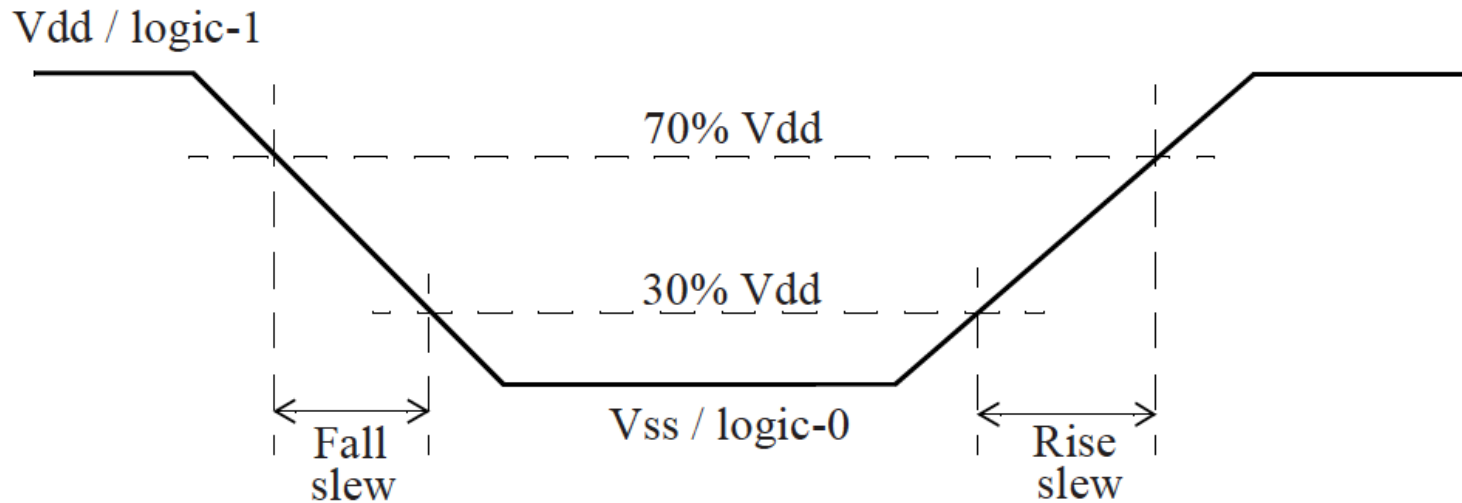 Vdd / logic-1
70% Vdd
30% Vdd
Vss / logic-0
Fall
slew
Rise
slew